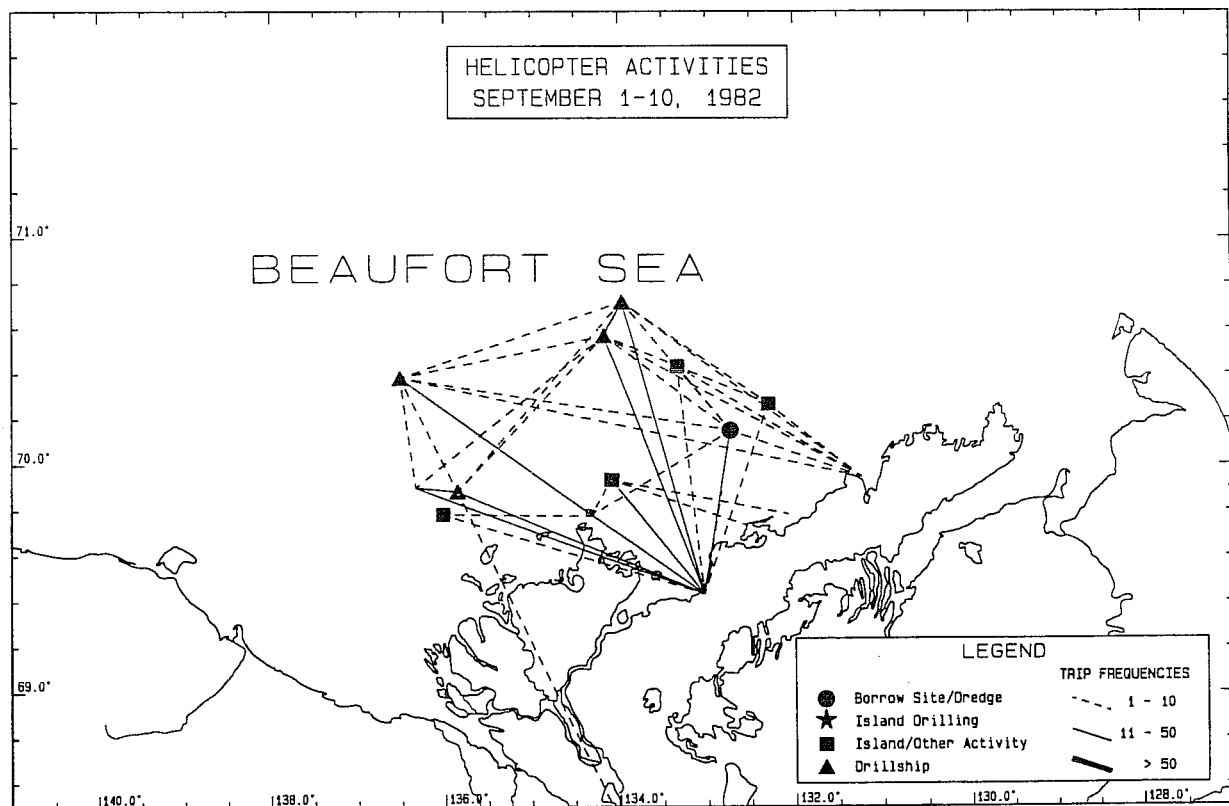 HELICOPTER ACTIVITIES
SEPTEMBER 1-10, 1982
71.0°
BEAUFORT SEA
70.0°
69.0°
LEGEND
TRIP FREQUENCIES
Borrow Site/Dredge
1 - 10
Island Drilling
11 - 50
Island/Other Activity
> 50
Drillship
140.0° 138.0° 136.0° 134.0° 132.0° 130.0° 128.0°